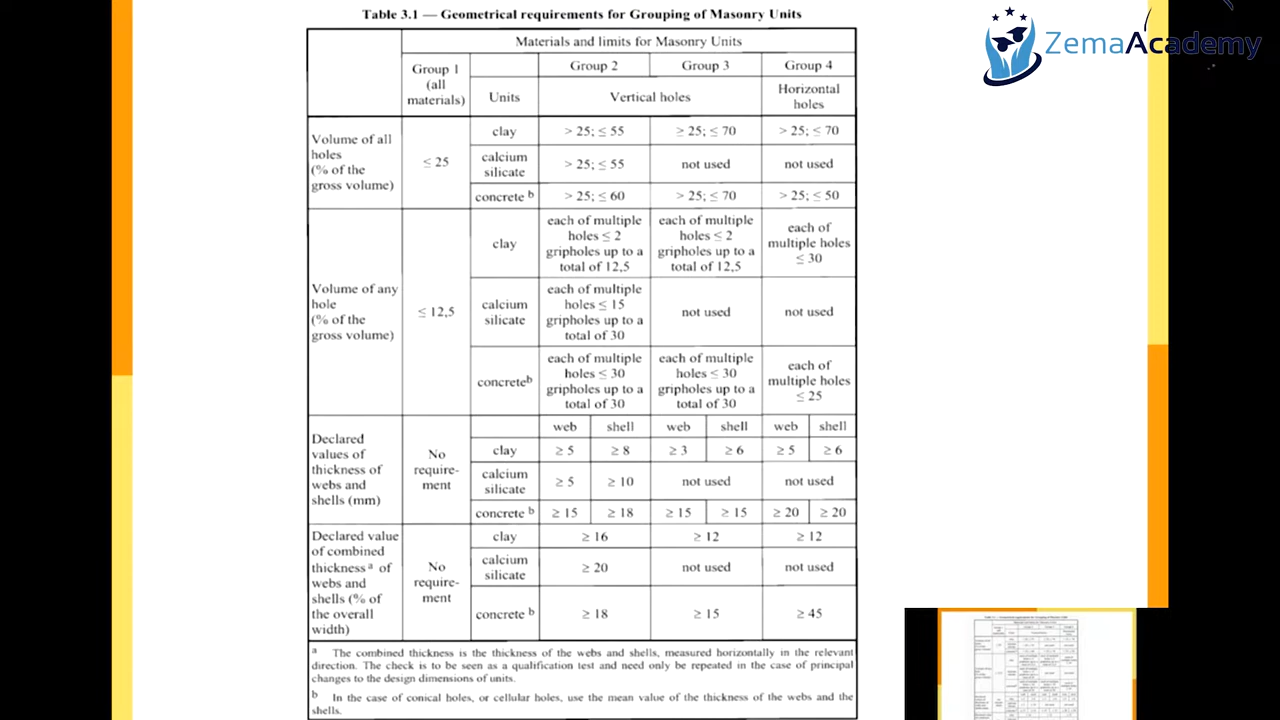 Table 3.1 — Geometrical requirements for Grouping of Masonry Units
ZemaAcademy
Materials and limits for Masonry Units
Group 1 (all materials)
Group 2
Group 3
Group 4
Units
Vertical holes
Horizontal holes
Volume of all holes (% of the gross volume)
≤ 25
clay
> 25; ≤ 55
≥ 25; ≤ 70
> 25; ≤ 70
calcium silicate
> 25; ≤ 55
not used
not used
concrete b
> 25; ≤ 60
> 25; ≤ 70
> 25; ≤ 50
Volume of any hole (% of the gross volume)
≤ 12,5
clay
each of multiple holes ≤ 2 gripholes up to a total of 12,5
each of multiple holes ≤ 2 gripholes up to a total of 12,5
each of multiple holes ≤ 30
calcium silicate
each of multiple holes ≤ 15 gripholes up to a total of 30
not used
not used
concrete b
each of multiple holes ≤ 30 gripholes up to a total of 30
each of multiple holes ≤ 30 gripholes up to a total of 30
each of multiple holes ≤ 25
Declared values of thickness of webs and shells (mm)
No require-ment
web
shell
web
shell
web
shell
clay
≥ 5
≥ 8
≥ 3
≥ 6
≥ 5
≥ 6
calcium silicate
≥ 5
≥ 10
not used
not used
concrete b
≥ 15
≥ 18
≥ 15
≥ 15
≥ 20
≥ 20
Declared value of combined thickness a of webs and shells (% of the overall width)
No require-ment
clay
≥ 16
≥ 12
≥ 12
calcium silicate
≥ 20
not used
not used
concrete b
≥ 18
≥ 15
≥ 45
thickness is the thickness of the webs and shells, measured horizontally in the relevant
The check is to be seen as a qualification test and only be repeated in the case of principal
changes to the design dimensions of units.
case of conical holes, or cellular holes, use the mean value of the thickness of the webs and the
shells.